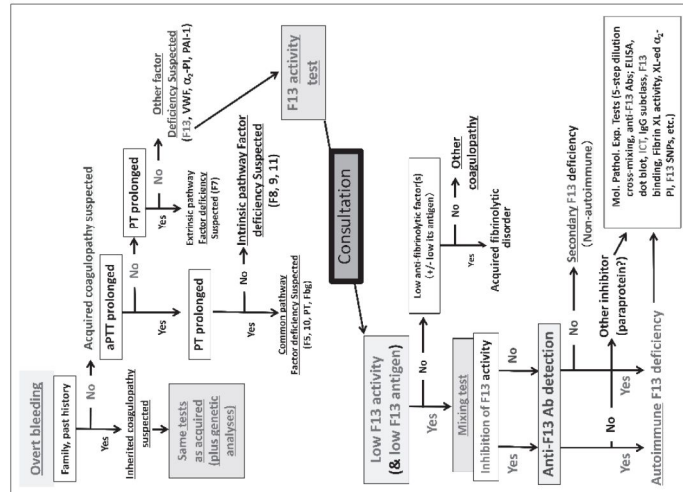 Overt bleeding
Family, past history
No
Acquired coagulopathy suspected
Yes
Inherited coagulopathy
suspected
Same tests
as acquired
(plus genetic
analyses)
aPTT prolonged
No
PT prolonged
No
Other factor
Deficiency Suspected
(F13, VWF, α2-PI, PAI-1)
Yes
Extrinsic pathway
Factor deficiency
Suspected (F7)
Yes
PT prolonged
No
Intrinsic pathway Factor
deficiency Suspected
(F8, 9, 11)
Yes
Common pathway
Factor deficiency Suspected
(F5, 10, PT, Fbg)
F13 activity
test
Consultation
Low F13 activity
(& low F13 antigen)
No
Low anti-fibrinolynic factor(s)
(+/- low its antigen)
No
Other
coagulopathy
Yes
Acquired fibinolytic
disorder
Yes
Mixing test
Inhibition of F13 activity
No
Yes
Anti-F13 Ab detection
No
Secondary F13 deficiency
(Non-autoimmune)
No
Other inhibitor
(paraprotein?)
Yes
Yes
Autoimmune F13 deficiency
Mol. Pathol. Exp. Tests (5-step dilution
cross-mixing, anti-F13 Abs; ELISA,
dot blot, ICT, IgG subclass, F13
binding, Fibrin XL activity, XL-ed α2-
PI, F13 SNPs, etc.)